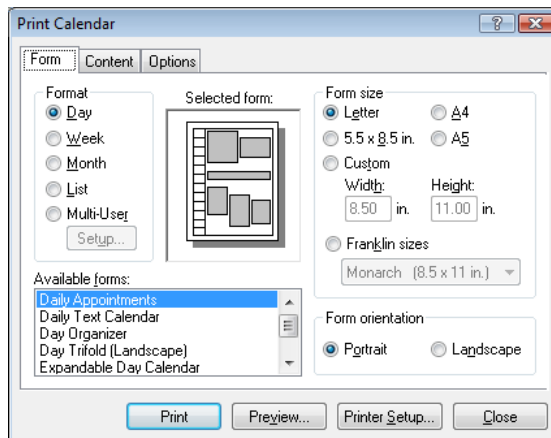 Print Calendar
Form Content Options
Format
Day
Week
Month
List
Multi-User
Setup...
Selected form:
Form size
Letter A4
5.5 x 8.5 in. A5
Custom
Width: Height:
8.50 in. 11.00 in.
Franklin sizes
Monarch (8.5 x 11 in.)
Available forms:
Daily Appointments
Daily Text Calendar
Day Organizer
Day Trifold (Landscape)
Expandable Day Calendar
Form orientation
Portrait Landscape
Print Preview... Printer Setup... Close